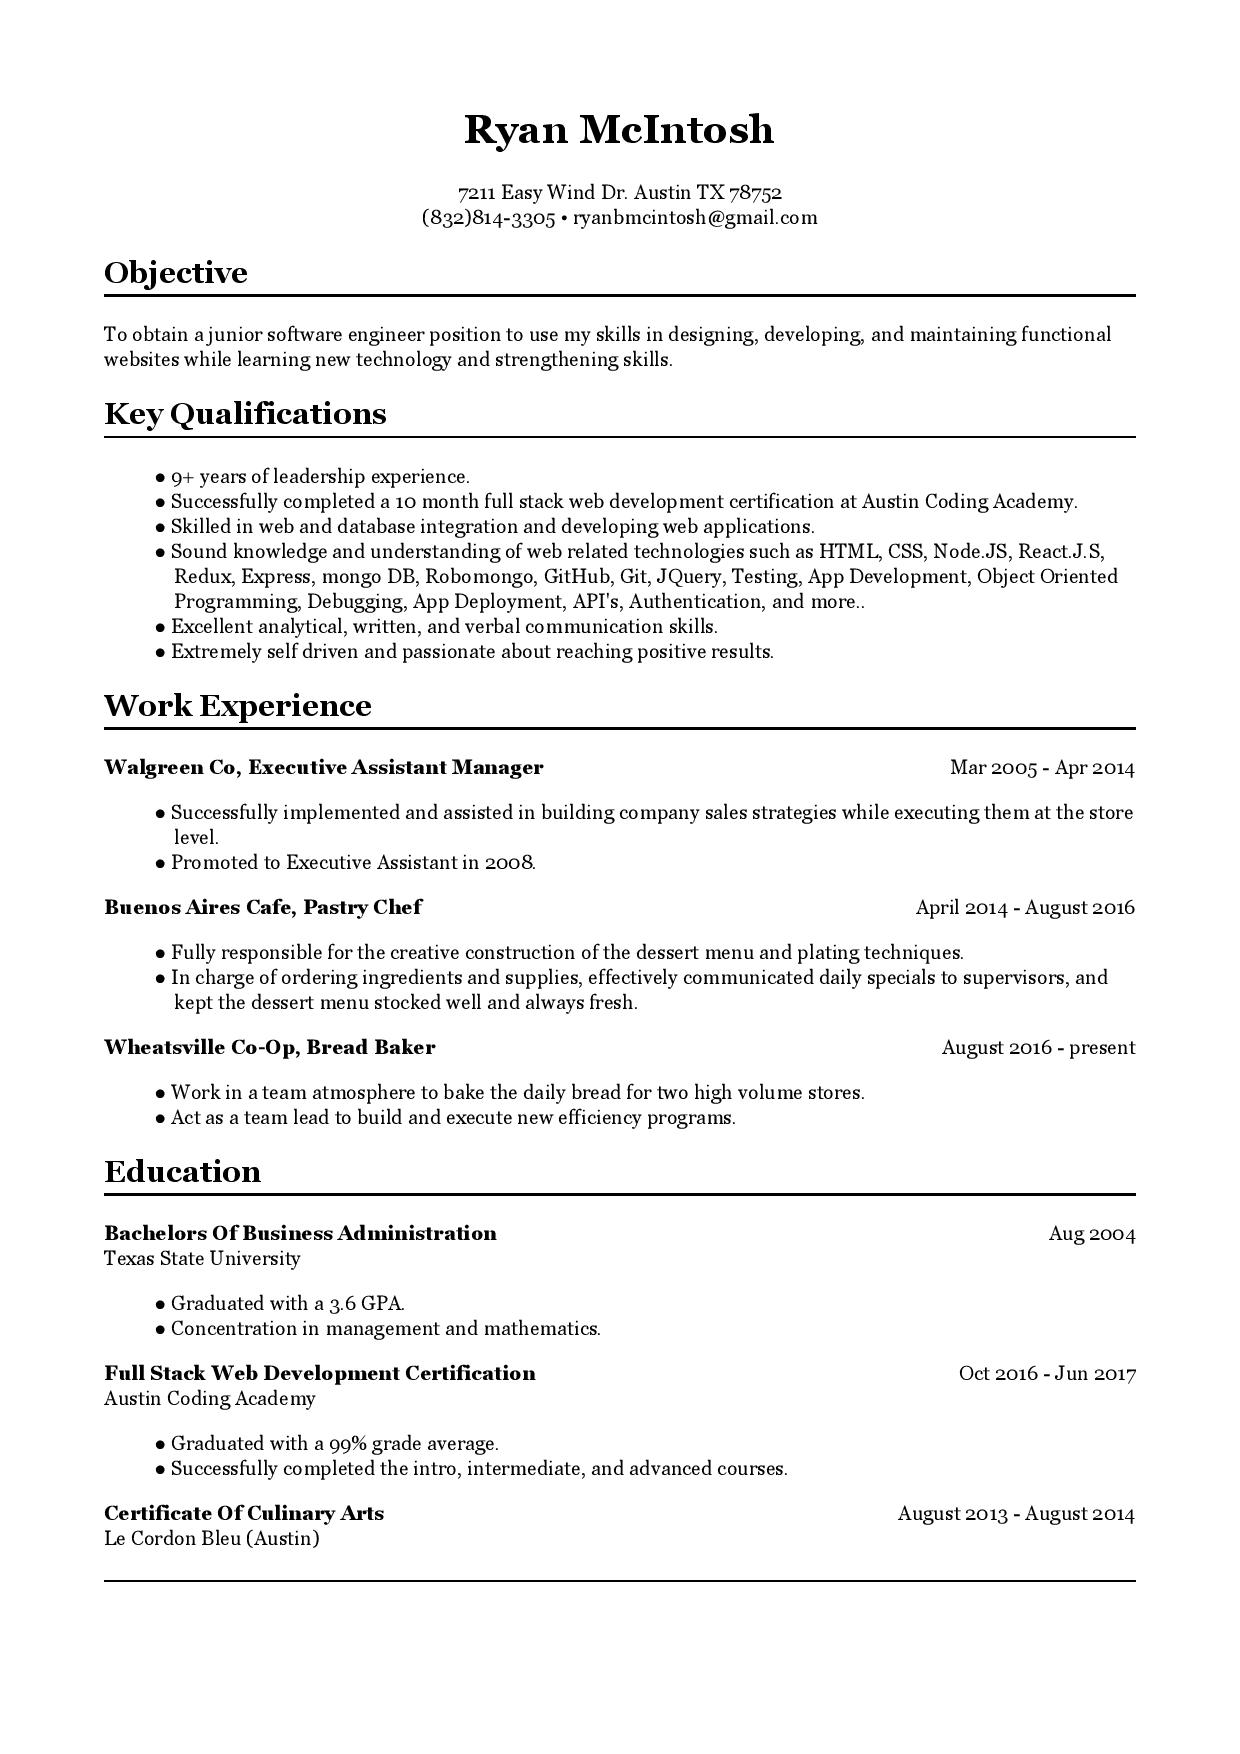 Ryan McIntosh
7211 Easy Wind Dr. Austin TX 78752
(832)814-3305 • ryanbmcintosh@gmail.com
Objective
To obtain a junior software engineer position to use my skills in designing, developing, and maintaining functional
websites while learning new technology and strengthening skills.
Key Qualifications
● 9+ years of leadership experience.
● Successfully completed a 10 month full stack web development certification at Austin Coding Academy.
● Skilled in web and database integration and developing web applications.
● Sound knowledge and understanding of web related technologies such as HTML, CSS, Node.JS, React.J.S,
Redux, Express, mongo DB, Robomongo, GitHub, Git, JQuery, Testing, App Development, Object Oriented
Programming, Debugging, App Deployment, API's, Authentication, and more..
● Excellent analytical, written, and verbal communication skills.
● Extremely self driven and passionate about reaching positive results.
Work Experience
Walgreen Co, Executive Assistant Manager Mar 2005 - Apr 2014
● Successfully implemented and assisted in building company sales strategies while executing them at the store
level.
● Promoted to Executive Assistant in 2008.
Buenos Aires Cafe, Pastry Chef April 2014 - August 2016
● Fully responsible for the creative construction of the dessert menu and plating techniques.
● In charge of ordering ingredients and supplies, effectively communicated daily specials to supervisors, and
kept the dessert menu stocked well and always fresh.
Wheatsville Co-Op, Bread Baker August 2016 - present
● Work in a team atmosphere to bake the daily bread for two high volume stores.
● Act as a team lead to build and execute new efficiency programs.
Education
Bachelors Of Business Administration Aug 2004
Texas State University
● Graduated with a 3.6 GPA.
● Concentration in management and mathematics.
Full Stack Web Development Certification Oct 2016 - Jun 2017
Austin Coding Academy
● Graduated with a 99% grade average.
● Successfully completed the intro, intermediate, and advanced courses.
Certificate Of Culinary Arts August 2013 - August 2014
Le Cordon Bleu (Austin)